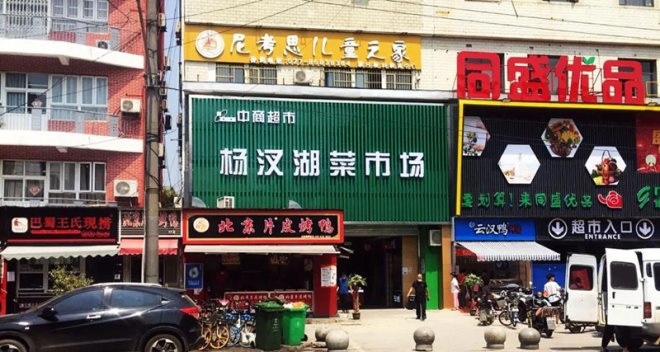 尼考思儿童之家
中商超市
杨汊湖菜市场
同盛优品
巴蜀王氏现捞
北京片皮烤鸭
云汉鸭
超市入口
ENTRANCE